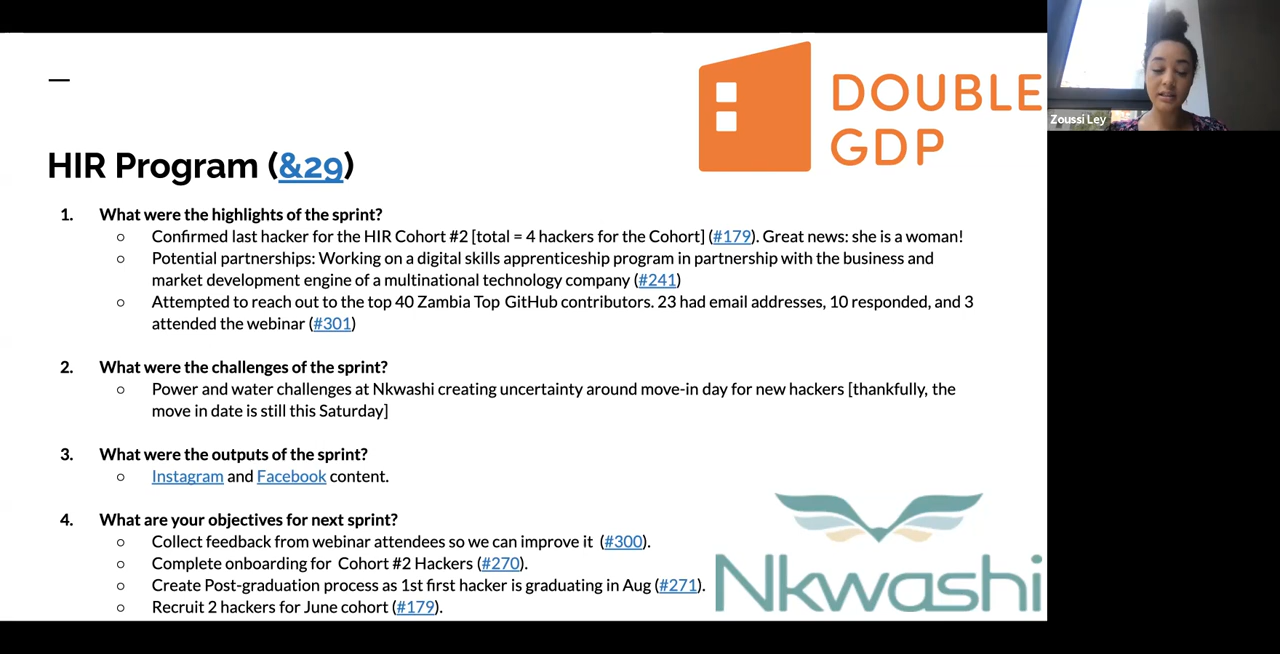 DOUBLE
GDP
Zoussi Ley
HIR Program (&29)
1. What were the highlights of the sprint?
○ Confirmed last hacker for the HIR Cohort #2 [total = 4 hackers for the Cohort] (#179). Great news: she is a woman!
○ Potential partnerships: Working on a digital skills apprenticeship program in partnership with the business and
market development engine of a multinational technology company (#241)
○ Attempted to reach out to the top 40 Zambia Top GitHub contributors. 23 had email addresses, 10 responded, and 3
attended the webinar (#301)
2. What were the challenges of the sprint?
○ Power and water challenges at Nkwashi creating uncertainty around move-in day for new hackers [thankfully, the
move in date is still this Saturday]
3. What were the outputs of the sprint?
○ Instagram and Facebook content.
4. What are your objectives for next sprint?
○ Collect feedback from webinar attendees so we can improve it (#300).
○ Complete onboarding for Cohort #2 Hackers (#270).
○ Create Post-graduation process as 1st first hacker is graduating in Aug (#271).
○ Recruit 2 hackers for June cohort (#179).
Nkwashi